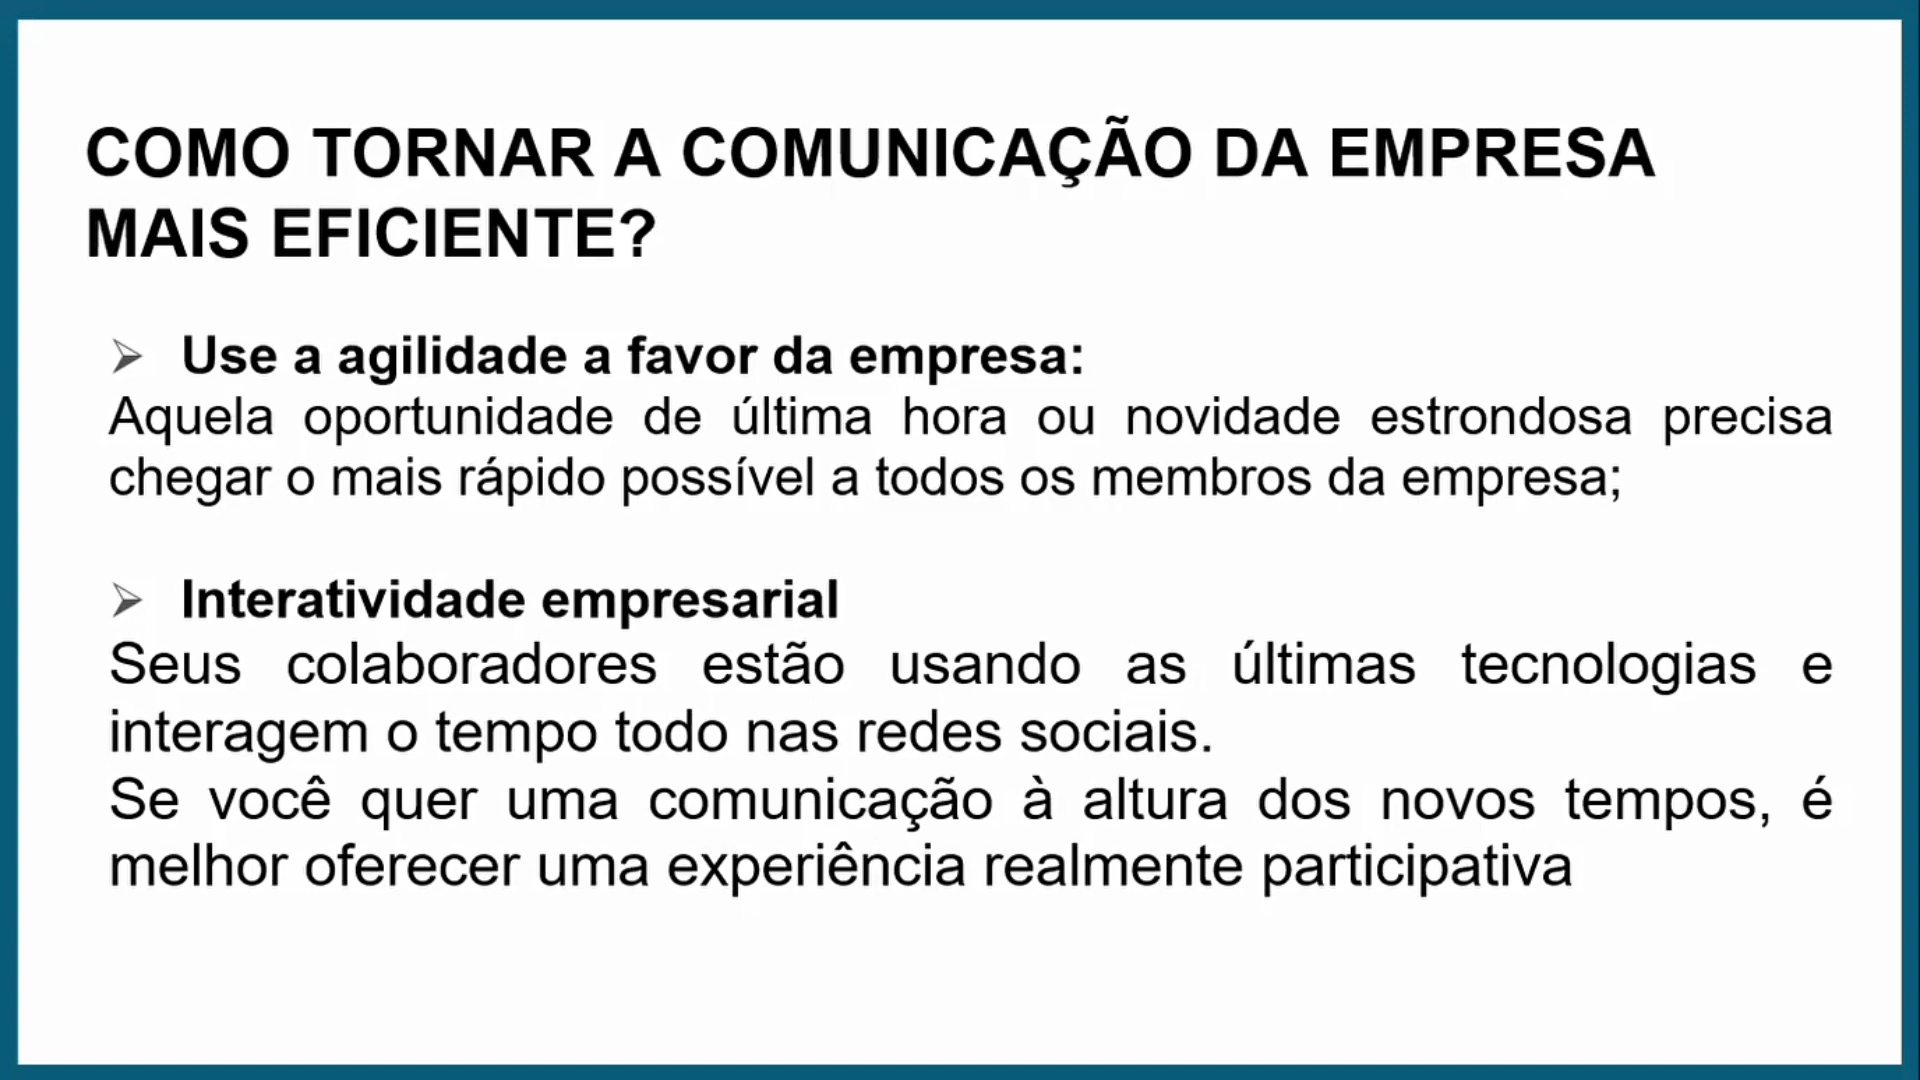 COMO TORNAR A COMUNICAÇÃO DA EMPRESA
MAIS EFICIENTE?
➢ Use a agilidade a favor da empresa:
Aquela oportunidade de última hora ou novidade estrondosa precisa
chegar o mais rápido possível a todos os membros da empresa;
➢ Interatividade empresarial
Seus colaboradores estão usando as últimas tecnologias e
interagem o tempo todo nas redes sociais.
Se você quer uma comunicação à altura dos novos tempos, é
melhor oferecer uma experiência realmente participativa